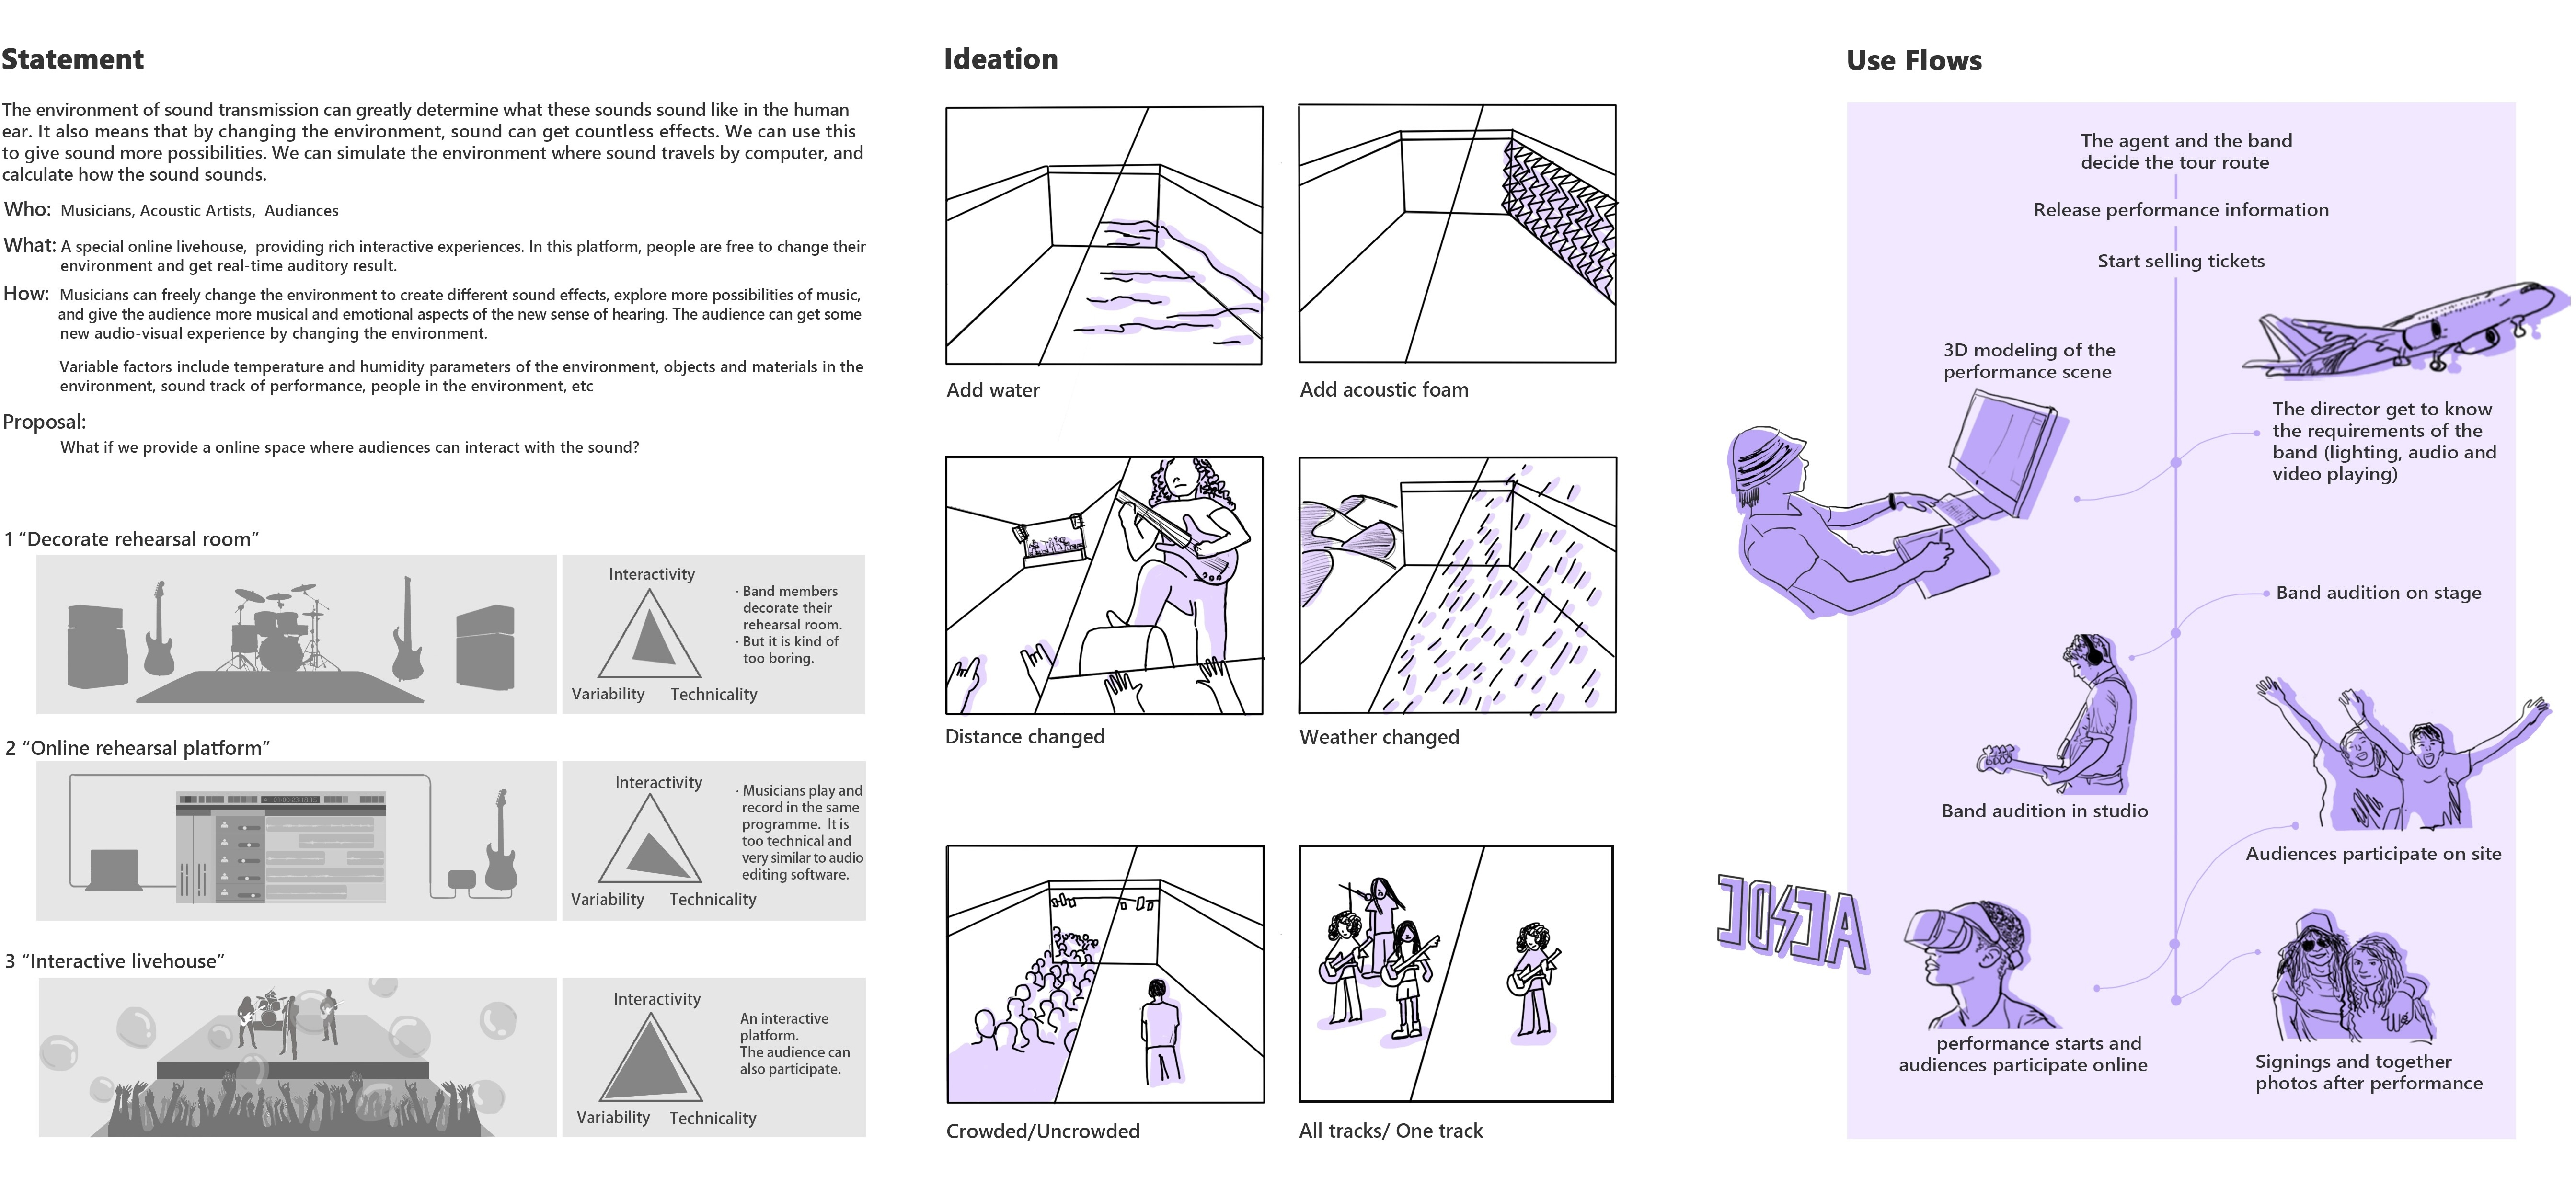 Statement
The environment of sound transmission can greatly determine what these sounds sound like in the human
ear. It also means that by changing the environment, sound can get countless effects. We can use this
to give sound more possibilities. We can simulate the environment where sound travels by computer, and
calculate how the sound sounds.
Who: Musicians, Acoustic Artists, Audiances
What: A special online livehouse, providing rich interactive experiences. In this platform, people are free to change their
environment and get real-time auditory result.
How: Musicians can freely change the environment to create different sound effects, explore more possibilities of music,
and give the audience more musical and emotional aspects of the new sense of hearing. The audience can get some
new audio-visual experience by changing the environment.
Variable factors include temperature and humidity parameters of the environment, objects and materials in the
environment, sound track of performance, people in the environment, etc
Proposal:
What if we provide a online space where audiences can interact with the sound?
1 “Decorate rehearsal room”
Interactivity
Variability
Technicality
· Band members
decorate their
rehearsal room.
· But it is kind of
too boring.
2 “Online rehearsal platform”
Interactivity
Variability
Technicality
· Musicians play and
record in the same
programme. It is
too technical and
very similar to audio
editing software.
3 “Interactive livehouse”
Interactivity
Variability
Technicality
An interactive
platform.
The audience can
also participate.
Ideation
Add water
Add acoustic foam
Distance changed
Weather changed
Crowded/Uncrowded
All tracks/ One track
Use Flows
The agent and the band
decide the tour route
Release performance information
Start selling tickets
3D modeling of the
performance scene
The director get to know
the requirements of the
band (lighting, audio and
video playing)
Band audition on stage
Band audition in studio
Audiences participate on site
performance starts and
audiences participate online
Signings and together
photos after performance